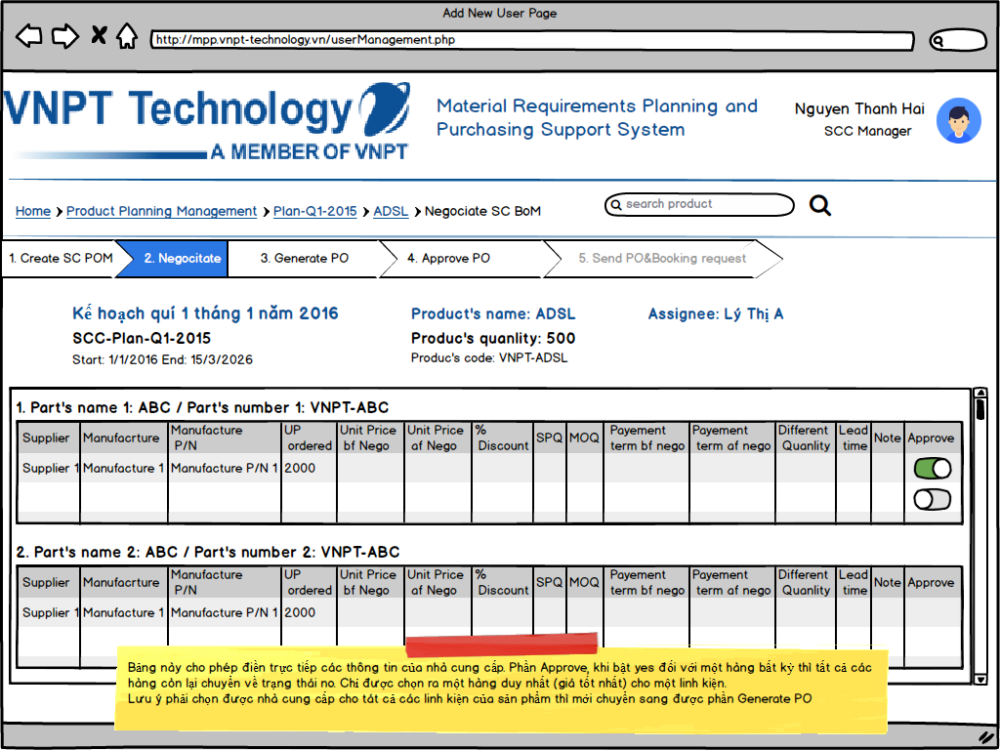 Add New User Page
http://mpp.vnpt-technology.vn/userManagement.php
VNPT Technology
A MEMBER OF VNPT
Material Requirements Planning and
Purchasing Support System
Nguyen Thanh Hai
SCC Manager
Home Product Planning Management Plan-Q1-2015 ADSL Negociate SC BoM
search product
1. Create SC POM 2. Negocitate 3. Generate PO 4. Approve PO 5. Send PO&Booking request
Kế hoạch quí 1 tháng 1 năm 2016 Product's name: ADSL Assignee: Lý Thị A
SCC-Plan-Q1-2015 Produc's quanlity: 500
Start: 1/1/2016 End: 15/3/2026 Produc's code: VNPT-ADSL
1. Part's name 1: ABC / Part's number 1: VNPT-ABC
Supplier Manufacrture Manufacture P/N UP ordered Unit Price bf Nego Unit Price af Nego % Discount SPQ MOQ Payement term bf nego Payement term af nego Different Quanlity Lead time Note Approve
Supplier 1 Manufacture 1 Manufacture P/N 1 2000
2. Part's name 2: ABC / Part's number 2: VNPT-ABC
Supplier Manufacrture Manufacture P/N UP ordered Unit Price bf Nego Unit Price af Nego % Discount SPQ MOQ Payement term bf nego Payement term af nego Different Quanlity Lead time Note Approve
Supplier 1 Manufacture 1 Manufacture P/N 1 2000
Bảng này cho phép điền trực tiếp các thông tin của nhà cung cấp. Phần Approve, khi bật yes đối với một hàng bất kỳ thì tất cả các
hàng còn lại chuyển về trạng thái no. Chỉ được chọn ra một hàng duy nhất (giá tốt nhất) cho một linh kiện.
Lưu ý phải chọn được nhà cung cấp cho tát cả các linh kiện của sản phẩm thì mới chuyển sang được phần Generate PO